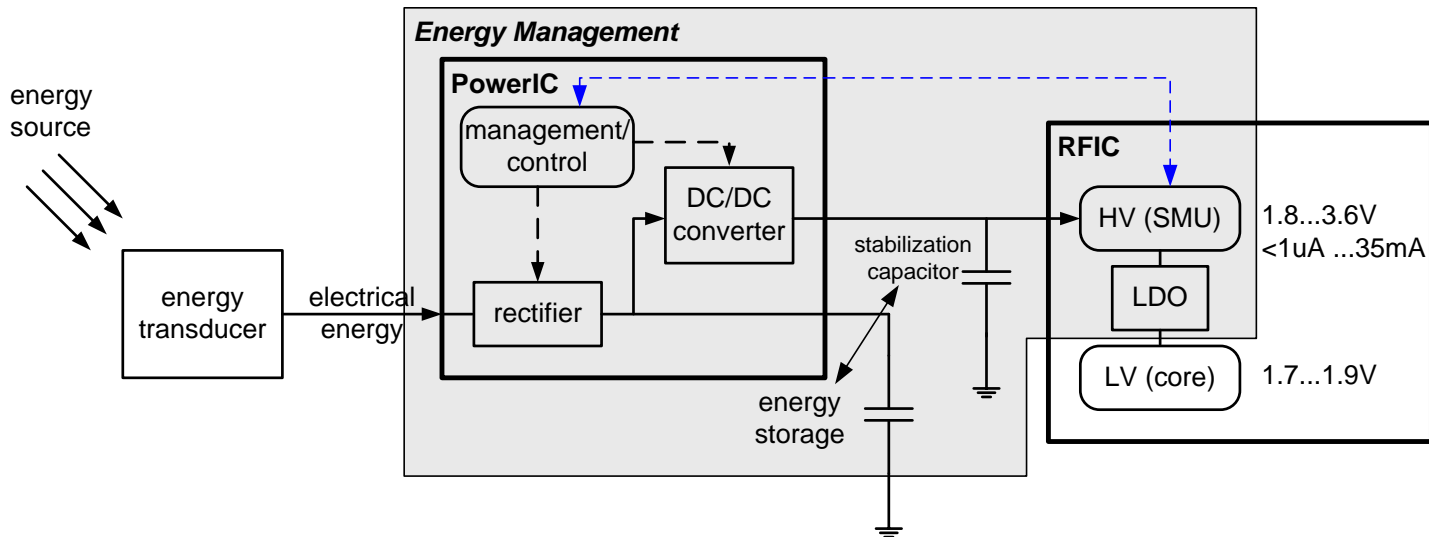 Energy Management
PowerIC
energy
source
management/
control
RFIC
DC/DC
converter
HV (SMU)
1.8...3.6V
<1uA ...35mA
stabilization
capacitor
energy
transducer
electrical
energy
rectifier
LDO
LV (core)
1.7...1.9V
energy
storage